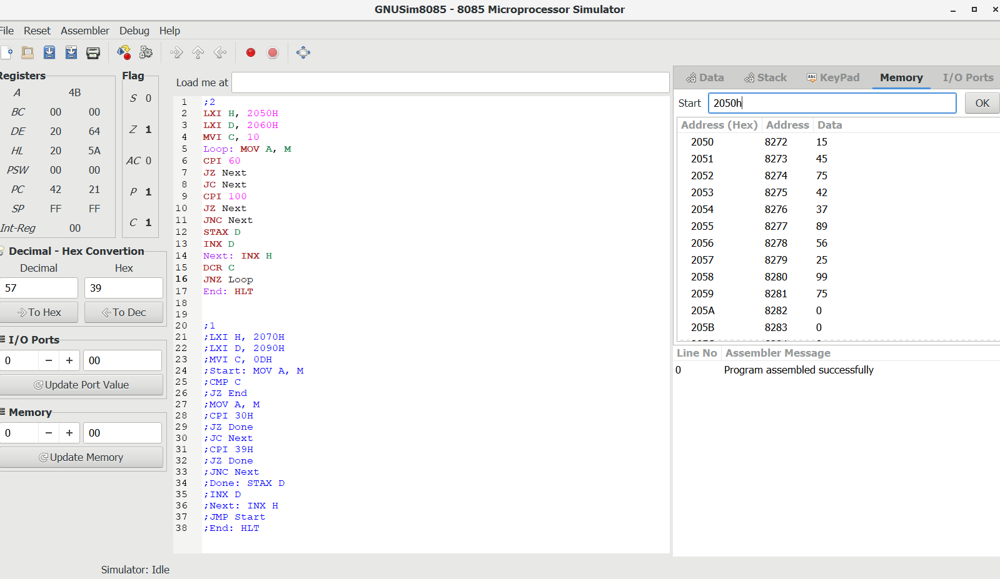 GNUSim8085 - 8085 Microprocessor Simulator
File Reset Assembler Debug Help
Registers
A 4B
BC 00 00
DE 20 64
HL 20 5A
PSW 00 00
PC 42 21
SP FF FF
Int-Reg 00
Flag
S 0
Z 1
AC 0
P 1
C 1
Decimal - Hex Convertion
Decimal Hex
57 39
To Hex To Dec
I/O Ports
0 − + 00
Update Port Value
Memory
0 − + 00
Update Memory
Load me at
1 ;2
2 LXI H, 2050H
3 LXI D, 2060H
4 MVI C, 10
5 Loop: MOV A, M
6 CPI 60
7 JZ Next
8 JC Next
9 CPI 100
10 JZ Next
11 JNC Next
12 STAX D
13 INX D
14 Next: INX H
15 DCR C
16 JNZ Loop
17 End: HLT
18
19
20 ;1
21 ;LXI H, 2070H
22 ;LXI D, 2090H
23 ;MVI C, 0DH
24 ;Start: MOV A, M
25 ;CMP C
26 ;JZ End
27 ;MOV A, M
28 ;CPI 30H
29 ;JZ Done
30 ;JC Next
31 ;CPI 39H
32 ;JZ Done
33 ;JNC Next
34 ;Done: STAX D
35 ;INX D
36 ;Next: INX H
37 ;JMP Start
38 ;End: HLT
Data Stack Abc KeyPad Memory I/O Ports
Start 2050h OK
Address (Hex) Address Data
2050 8272 15
2051 8273 45
2052 8274 75
2053 8275 42
2054 8276 37
2055 8277 89
2056 8278 56
2057 8279 25
2058 8280 99
2059 8281 75
205A 8282 0
205B 8283 0
Line No Assembler Message
0 Program assembled successfully
Simulator: Idle